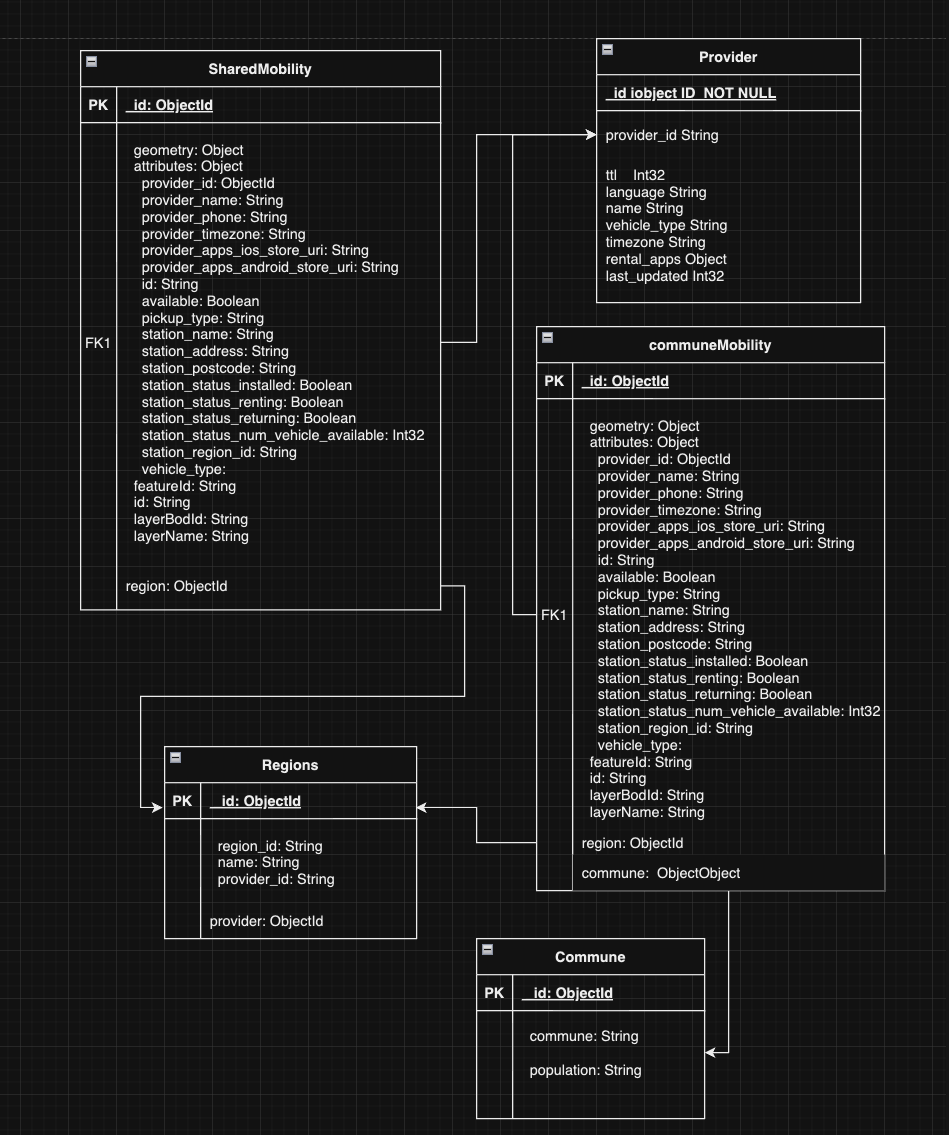 SharedMobility
PK _id: ObjectId
geometry: Object
attributes: Object
provider_id: ObjectId
provider_name: String
provider_phone: String
provider_timezone: String
provider_apps_ios_store_uri: String
provider_apps_android_store_uri: String
id: String
available: Boolean
pickup_type: String
FK1
station_name: String
station_address: String
station_postcode: String
station_status_installed: Boolean
station_status_renting: Boolean
station_status_returning: Boolean
station_status_num_vehicle_available: Int32
station_region_id: String
vehicle_type:
featureId: String
id: String
layerBodId: String
layerName: String
region: ObjectId
Provider
_id iobject ID  NOT NULL
provider_id String
ttl    Int32
language String
name String
vehicle_type String
timezone String
rental_apps Object
last_updated Int32
communeMobility
PK _id: ObjectId
geometry: Object
attributes: Object
provider_id: ObjectId
provider_name: String
provider_phone: String
provider_timezone: String
provider_apps_ios_store_uri: String
provider_apps_android_store_uri: String
id: String
available: Boolean
pickup_type: String
FK1
station_name: String
station_address: String
station_postcode: String
station_status_installed: Boolean
station_status_renting: Boolean
station_status_returning: Boolean
station_status_num_vehicle_available: Int32
station_region_id: String
vehicle_type:
featureId: String
id: String
layerBodId: String
layerName: String
region: ObjectId
commune:  ObjectObject
Regions
PK _id: ObjectId
region_id: String
name: String
provider_id: String
provider: ObjectId
Commune
PK _id: ObjectId
commune: String
population: String